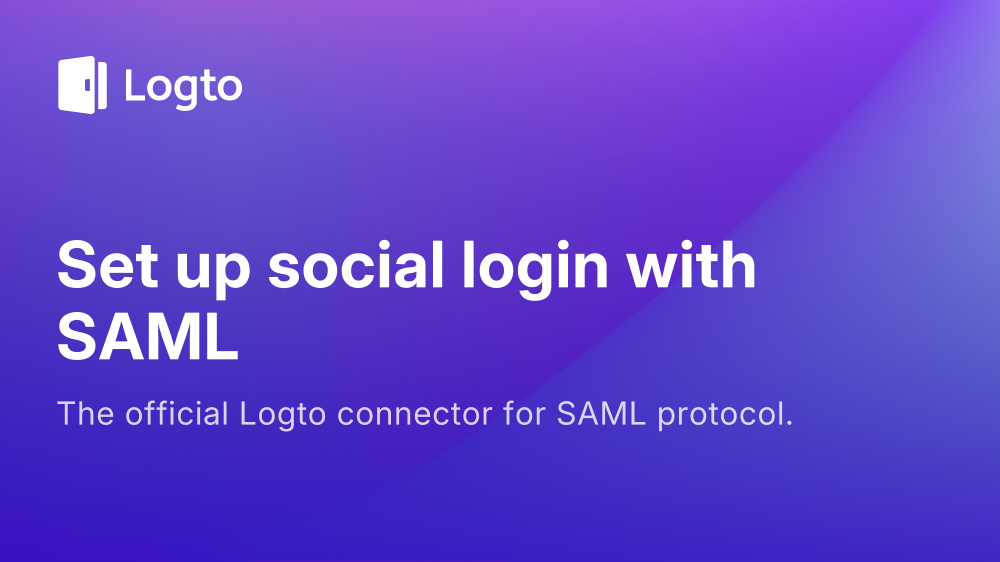 Logto
Set up social login with
SAML
The official Logto connector for SAML protocol.